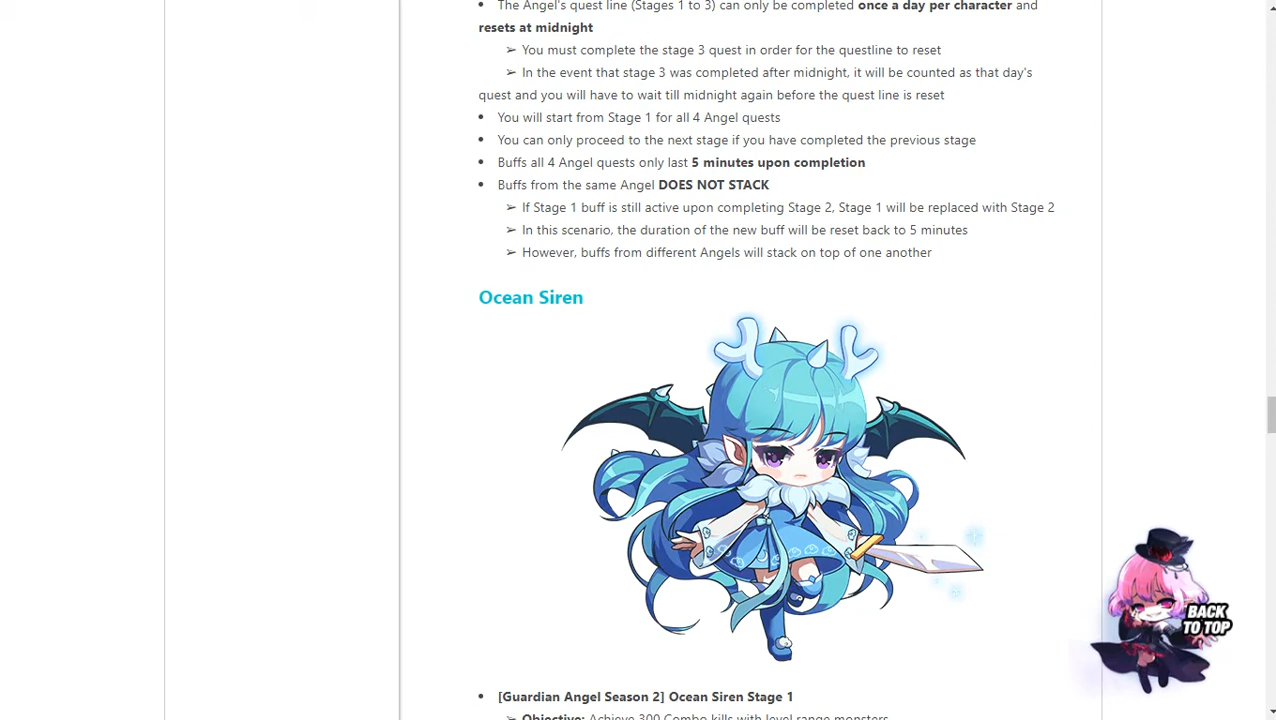 • The Angel's quest line (Stages 1 to 3) can only be completed once a day per character and
resets at midnight
➢ You must complete the stage 3 quest in order for the questline to reset
➢ In the event that stage 3 was completed after midnight, it will be counted as that day's
quest and you will have to wait till midnight again before the quest line is reset
• You will start from Stage 1 for all 4 Angel quests
• You can only proceed to the next stage if you have completed the previous stage
• Buffs all 4 Angel quests only last 5 minutes upon completion
• Buffs from the same Angel DOES NOT STACK
➢ If Stage 1 buff is still active upon completing Stage 2, Stage 1 will be replaced with Stage 2
➢ In this scenario, the duration of the new buff will be reset back to 5 minutes
➢ However, buffs from different Angels will stack on top of one another
Ocean Siren
BACK
TO TOP
• [Guardian Angel Season 2] Ocean Siren Stage 1
➢ Objective: Achieve 300 Combo kills with level range monsters